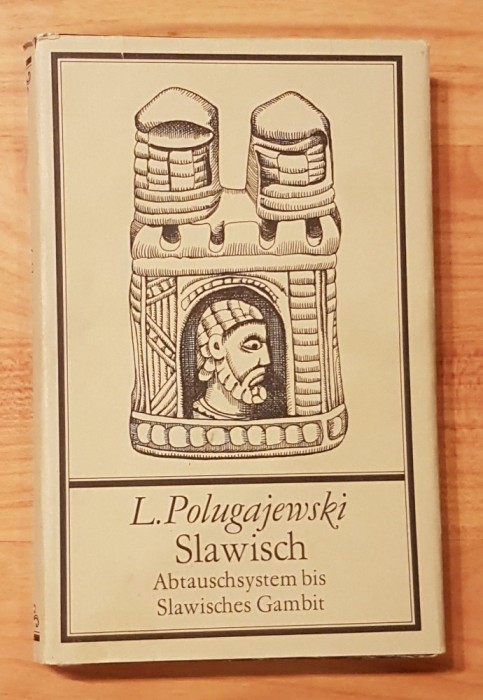 L. Polugajewski
Slawisch
Abtauschsystem bis
Slawisches Gambit